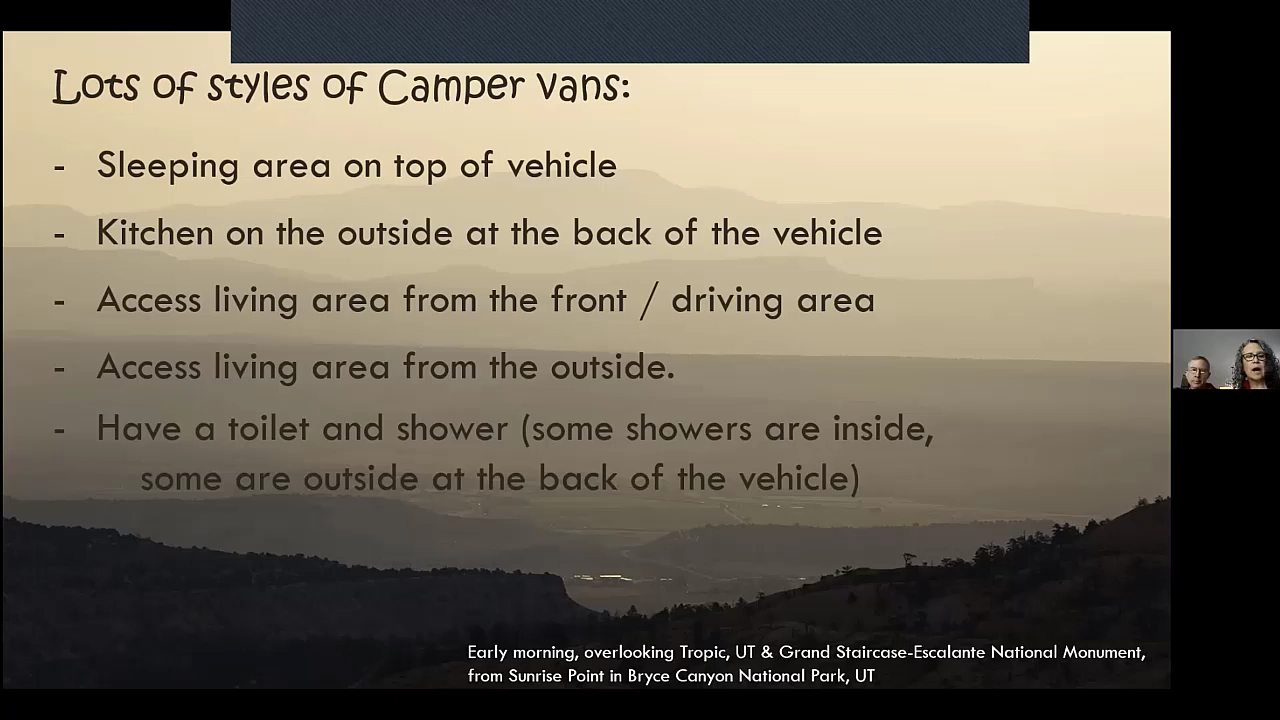 Lots of styles of Camper vans:
- Sleeping area on top of vehicle
- Kitchen on the outside at the back of the vehicle
- Access living area from the front / driving area
- Access living area from the outside.
- Have a toilet and shower (some showers are inside,
some are outside at the back of the vehicle)
Early morning, overlooking Tropic, UT & Grand Staircase-Escalante National Monument,
from Sunrise Point in Bryce Canyon National Park, UT